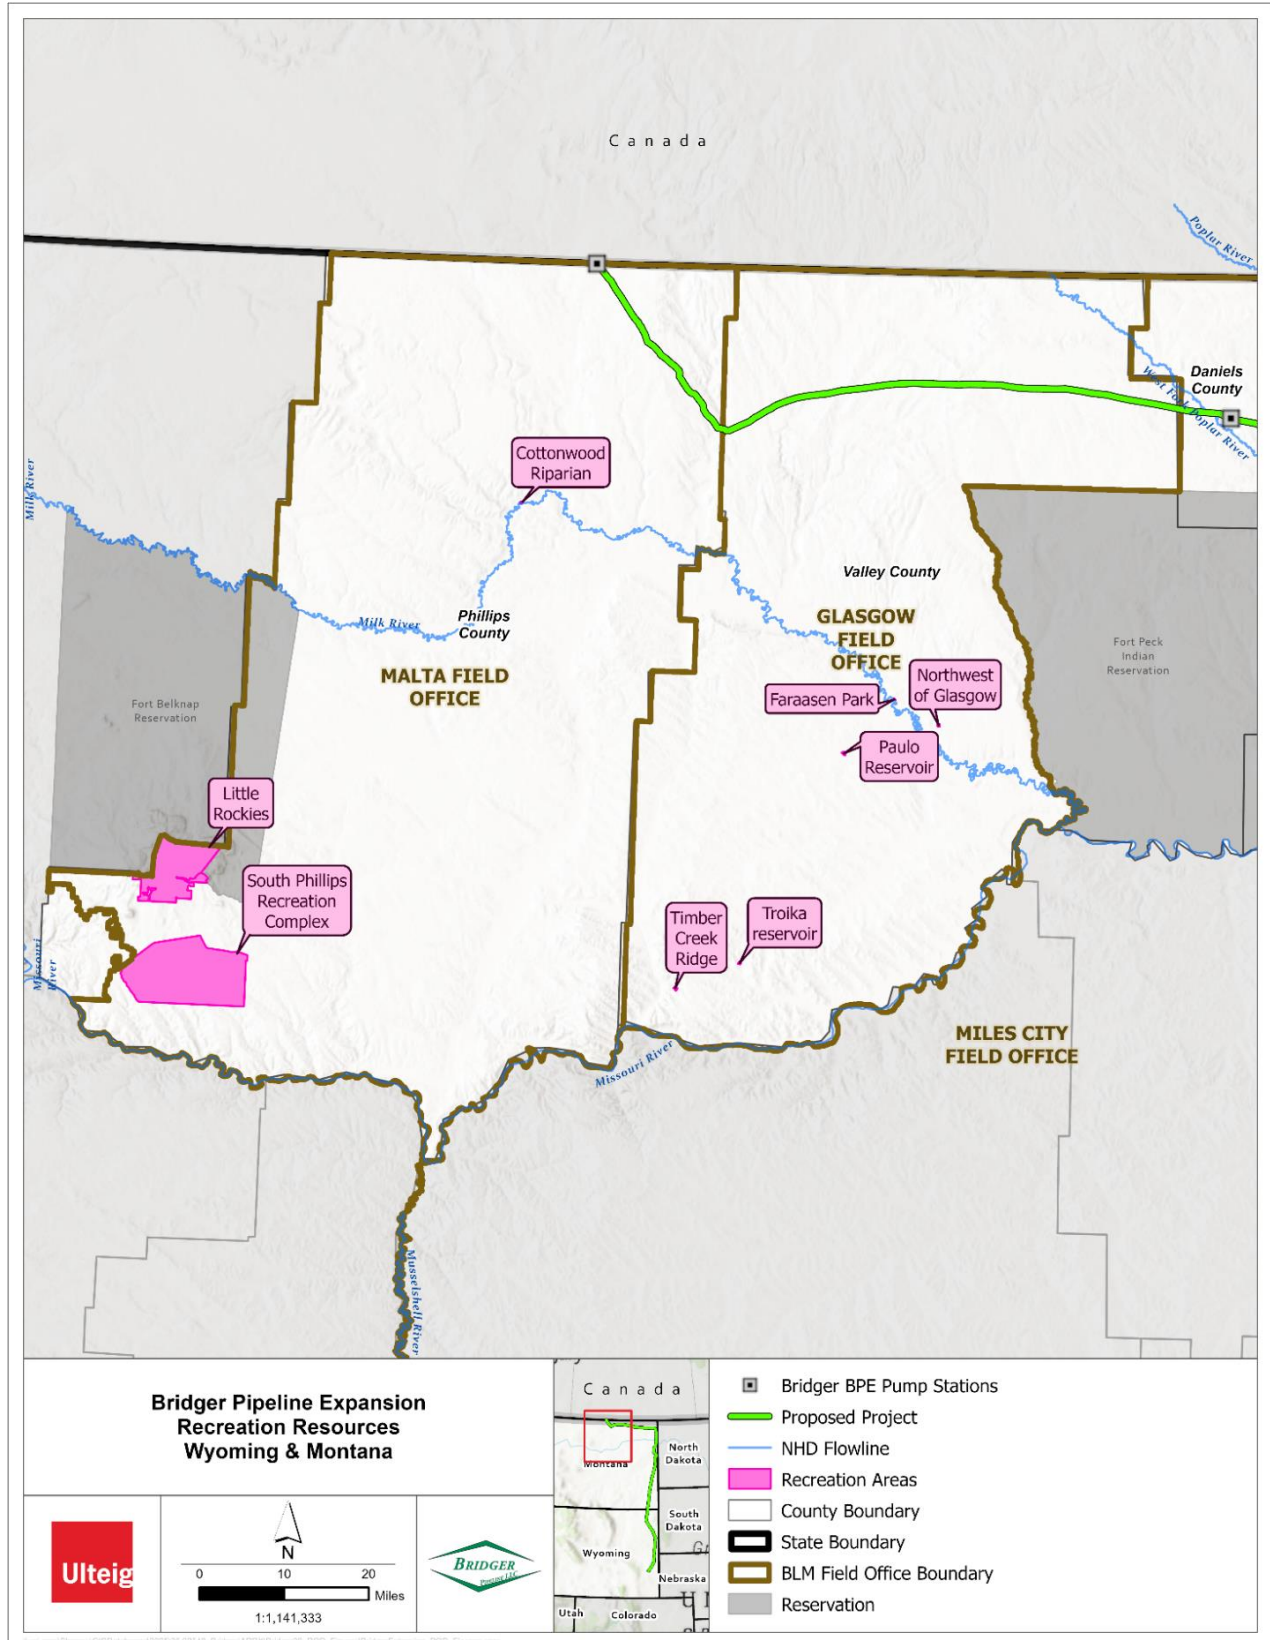 Canada
Poplar River
Daniels
County
West Fork Poplar River
Cottonwood
Riparian
Milk River
Valley County
Phillips
County
Milk River
GLASGOW
FIELD
OFFICE
Fort Peck
Indian
Reservation
MALTA FIELD
OFFICE
Northwest
of Glasgow
Faraasen Park
Fort Belknap
Reservation
Paulo
Reservoir
Little
Rockies
South Phillips
Recreation
Complex
Timber
Creek
Ridge
Troika
reservoir
Missouri
River
MILES CITY
FIELD OFFICE
Missouri River
Musselshell River
Bridger Pipeline Expansion
Recreation Resources
Wyoming & Montana
Ulteig
N
0 10 20
Miles
1:1,141,333
BRIDGER
Pipeline LLC
Canada
North
Dakota
Montana
South
Dakota
Wyoming
Nebraska
Utah
Colorado
Bridger BPE Pump Stations
Proposed Project
NHD Flowline
Recreation Areas
County Boundary
State Boundary
BLM Field Office Boundary
Reservation